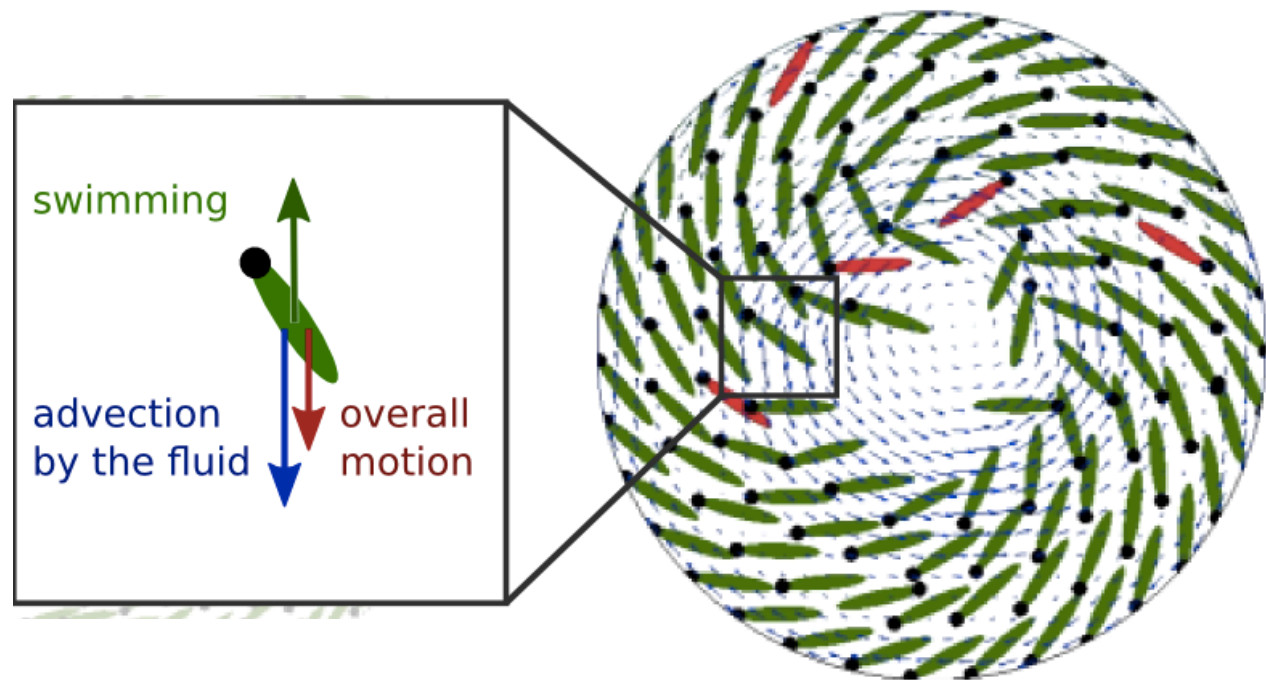 swimming
advection
by the fluid
overall
motion